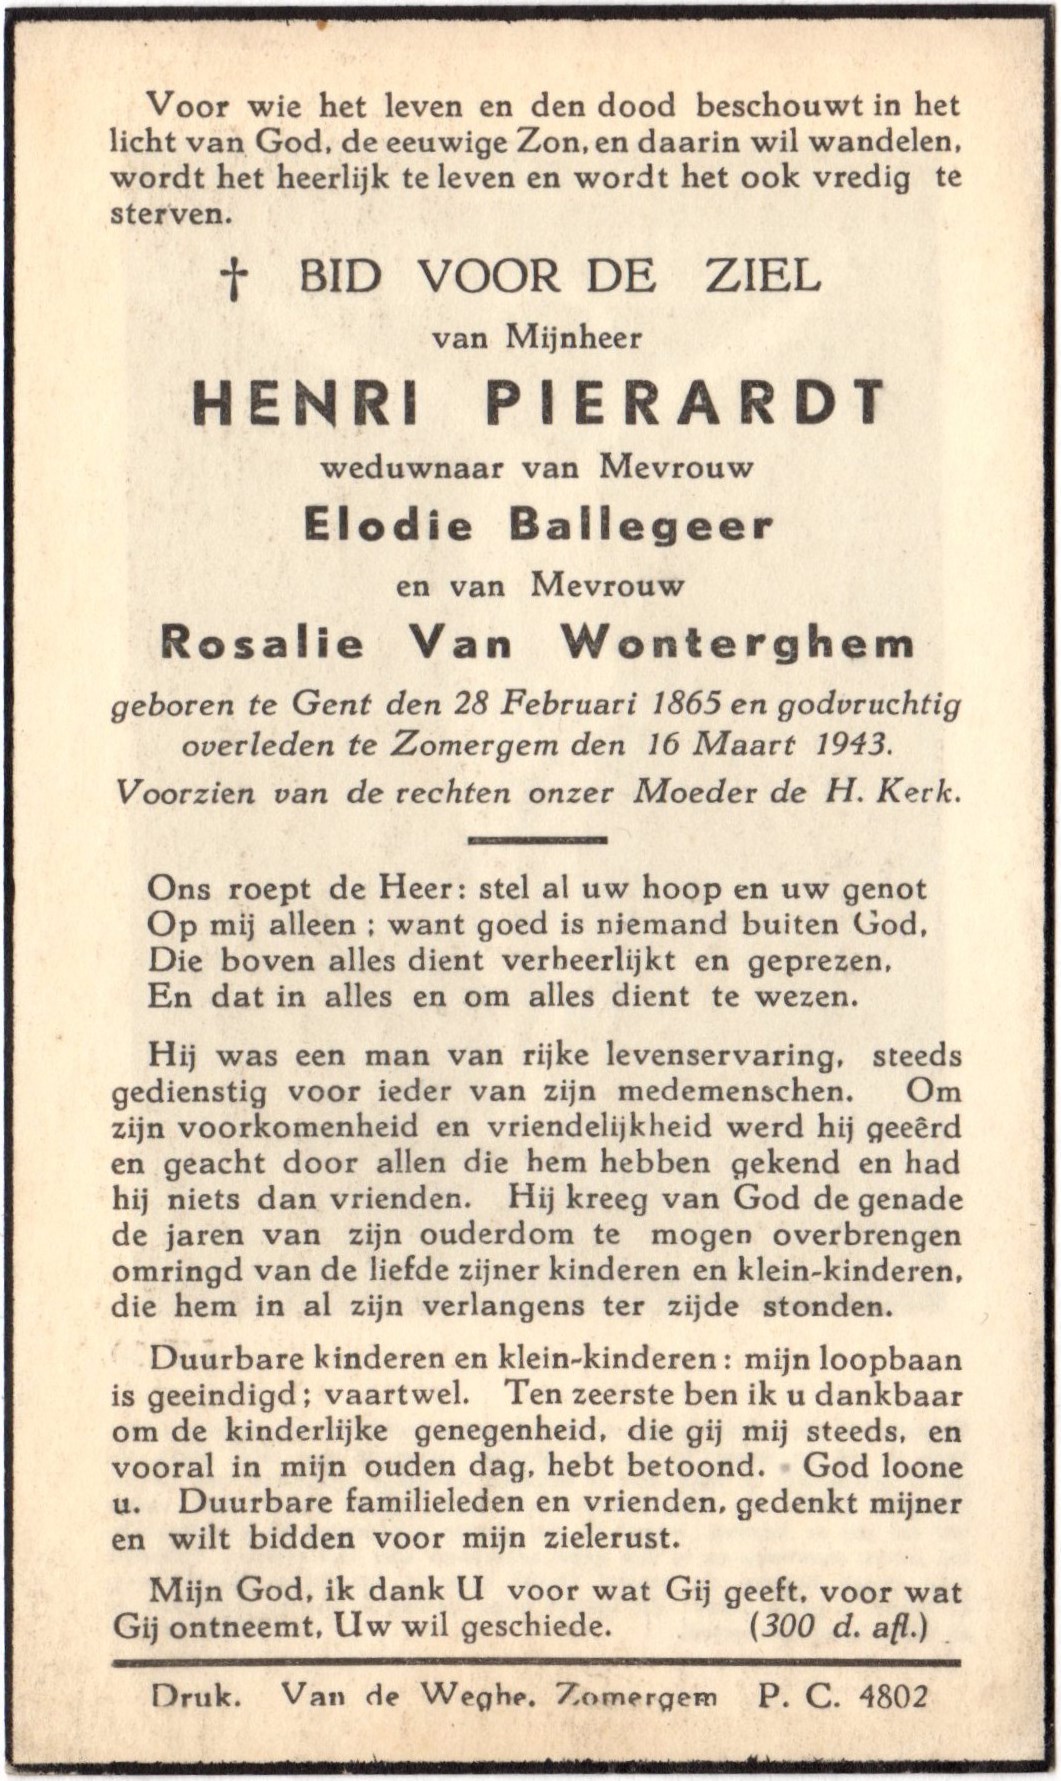 Voor wie het leven en den dood beschouwt in het
licht van God, de eeuwige Zon, en daarin wil wandelen,
wordt het heerlijk te leven en wordt het ook vredig te
sterven.
† BID VOOR DE ZIEL
van Mijnheer
HENRI PIERARDT
weduwnaar van Mevrouw
Elodie Ballegeer
en van Mevrouw
Rosalie Van Wonterghem
geboren te Gent den 28 Februari 1865 en godvruchtig
overleden te Zomergem den 16 Maart 1943.
Voorzien van de rechten onzer Moeder de H. Kerk.
Ons roept de Heer: stel al uw hoop en uw genot
Op mij alleen ; want goed is niemand buiten God,
Die boven alles dient verheerlijkt en geprezen,
En dat in alles en om alles dient te wezen.
Hij was een man van rijke levenservaring, steeds
gedienstig voor ieder van zijn medemenschen. Om
zijn voorkomenheid en vriendelijkheid werd hij geeêrd
en geacht door allen die hem hebben gekend en had
hij niets dan vrienden. Hij kreeg van God de genade
de jaren van zijn ouderdom te mogen overbrengen
omringd van de liefde zijner kinderen en klein-kinderen,
die hem in al zijn verlangens ter zijde stonden.
Duurbare kinderen en klein-kinderen : mijn loopbaan
is geeindigd ; vaartwel. Ten zeerste ben ik u dankbaar
om de kinderlijke genegenheid, die gij mij steeds, en
vooral in mijn ouden dag, hebt betoond. God loone
u. Duurbare familieleden en vrienden, gedenkt mijner
en wilt bidden voor mijn zielerust.
Mijn God, ik dank U voor wat Gij geeft, voor wat
Gij ontneemt, Uw wil geschiede. (300 d. afl.)
Druk. Van de Weghe, Zomergem P. C. 4802